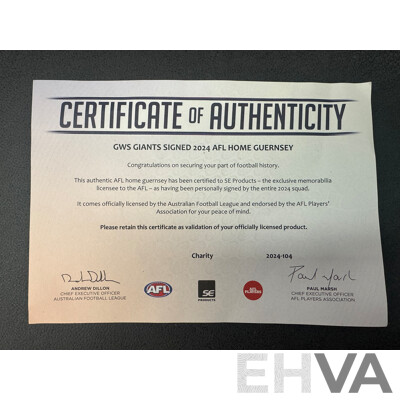 CERTIFICATE OF AUTHENTICITY
GWS GIANTS SIGNED 2024 AFL HOME GUERNSEY
Congratulations on securing your part of football history.
This authentic AFL home guernsey has been certified to SE Products – the exclusive memorabilia
licensee to the AFL – as having been personally signed by the entire 2024 squad.
It comes officially licensed by the Australian Football League and endorsed by the AFL Players'
Association for your peace of mind.
Please retain this certificate as validation of your officially licensed product.
Charity 2024-104
ANDREW DILLON
CHIEF EXECUTIVE OFFICER
AUSTRALIAN FOOTBALL LEAGUE
AFL
SE
PRODUCTS
AFL
PLAYERS
Paul Marsh
PAUL MARSH
CHIEF EXECUTIVE OFFICER
AFL PLAYERS ASSOCIATION
EHVA